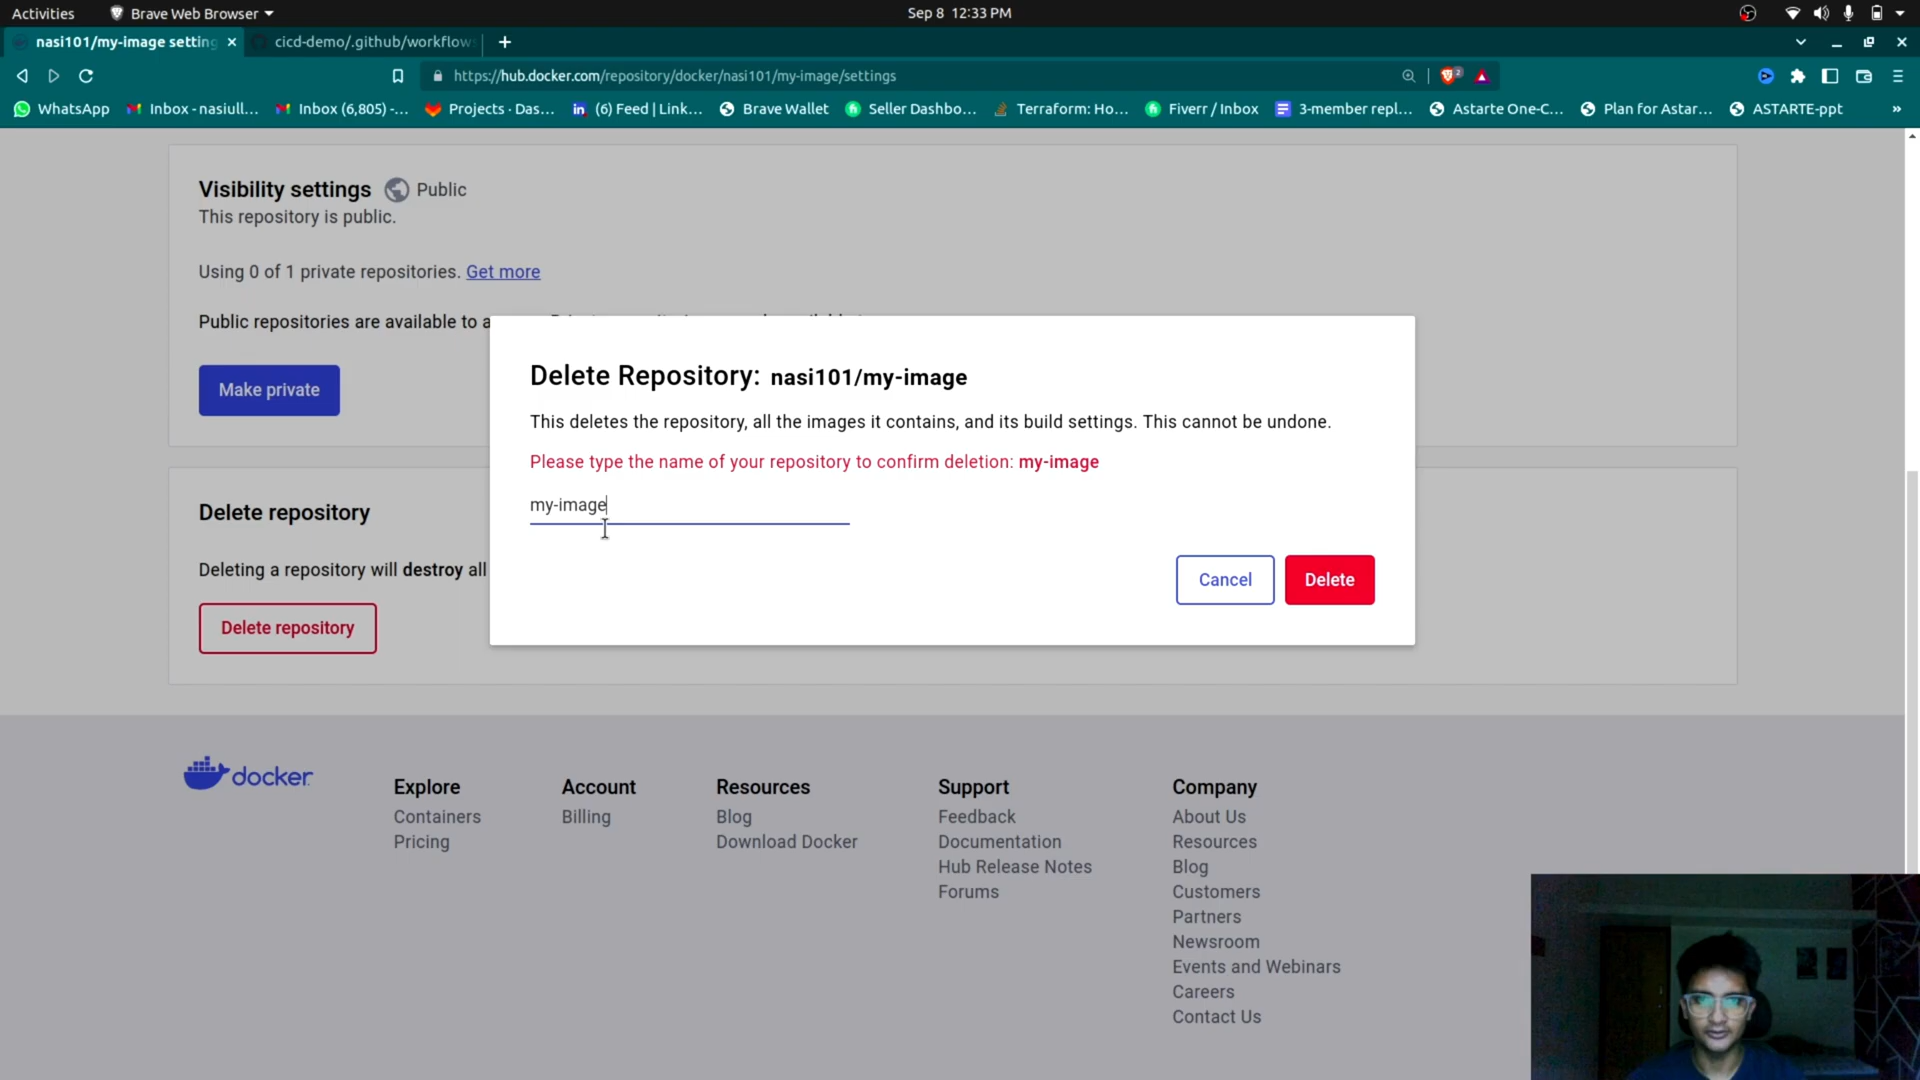 Activities
Brave Web Browser
Sep 8 12:33 PM
nasi101/my-image setting
cicd-demo/.github/workflow
https://hub.docker.com/repository/docker/nasi101/my-image/settings
2
WhatsApp
Inbox - nasiull...
Inbox (6,805) -...
Projects · Das...
(6) Feed | Link...
Brave Wallet
Seller Dashbo...
Terraform: Ho...
Fiverr / Inbox
3-member repl...
Astarte One-C...
Plan for Astar...
ASTARTE-ppt
»
Visibility settings
Public
This repository is public.
Using 0 of 1 private repositories. Get more
Public repositories are available to a
Make private
Delete Repository: nasi101/my-image
This deletes the repository, all the images it contains, and its build settings. This cannot be undone.
Please type the name of your repository to confirm deletion: my-image
my-image
Cancel
Delete
Delete repository
Deleting a repository will destroy all
Delete repository
docker
Explore
Containers
Pricing
Account
Billing
Resources
Blog
Download Docker
Support
Feedback
Documentation
Hub Release Notes
Forums
Company
About Us
Resources
Blog
Customers
Partners
Newsroom
Events and Webinars
Careers
Contact Us